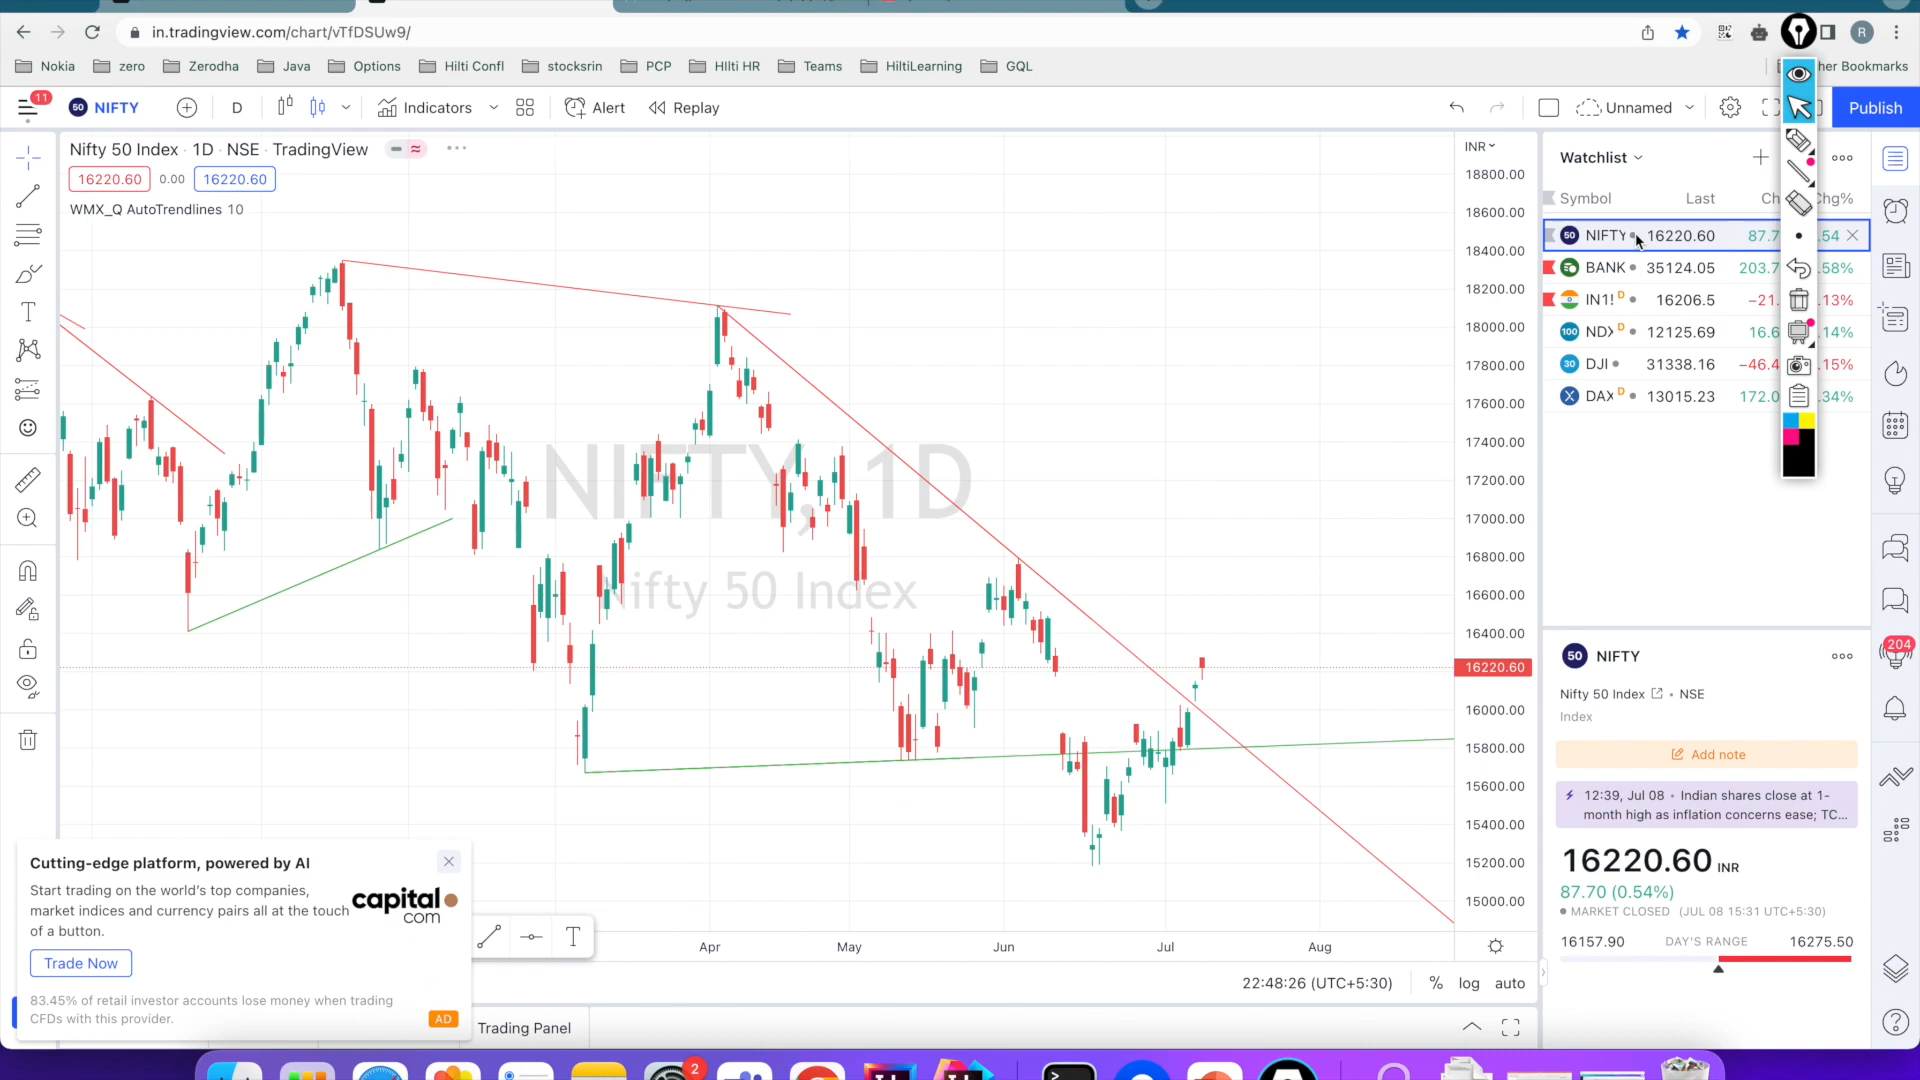 in.tradingview.com/chart/vTfDSUw9/
R
Nokia zero Zerodha Java Options Hilti Confl stocksrin PCP HIlti HR Teams HiltiLearning GQL her Bookmarks
11 50 NIFTY D Indicators Alert Replay Unnamed Publish
Nifty 50 Index · 1D · NSE · TradingView
16220.60 0.00 16220.60
WMX_Q AutoTrendlines 10
NIFTY, 1D
Nifty 50 Index
INR
18800.00
18600.00
18400.00
18200.00
18000.00
17800.00
17600.00
17400.00
17200.00
17000.00
16800.00
16600.00
16400.00
16220.60
16000.00
15800.00
15600.00
15400.00
15200.00
15000.00
Apr May Jun Jul Aug
22:48:26 (UTC+5:30) % log auto
Trading Panel
Cutting-edge platform, powered by AI
Start trading on the world's top companies,
market indices and currency pairs all at the touch
of a button.
capital
com
Trade Now
83.45% of retail investor accounts lose money when trading
CFDs with this provider.
AD
Watchlist
Symbol Last Ch Chg%
50 NIFTY 16220.60 87.7 .54
BANK 35124.05 203.7 .58%
IN1! D 16206.5 −21. .13%
100 NDX D 12125.69 16.6 .14%
30 DJI 31338.16 −46.4 .15%
X DAX D 13015.23 172.0 .34%
204
50 NIFTY
Nifty 50 Index • NSE
Index
Add note
12:39, Jul 08 • Indian shares close at 1-
month high as inflation concerns ease; TC...
16220.60 INR
87.70 (0.54%)
MARKET CLOSED (JUL 08 15:31 UTC+5:30)
16157.90 DAY'S RANGE 16275.50
2